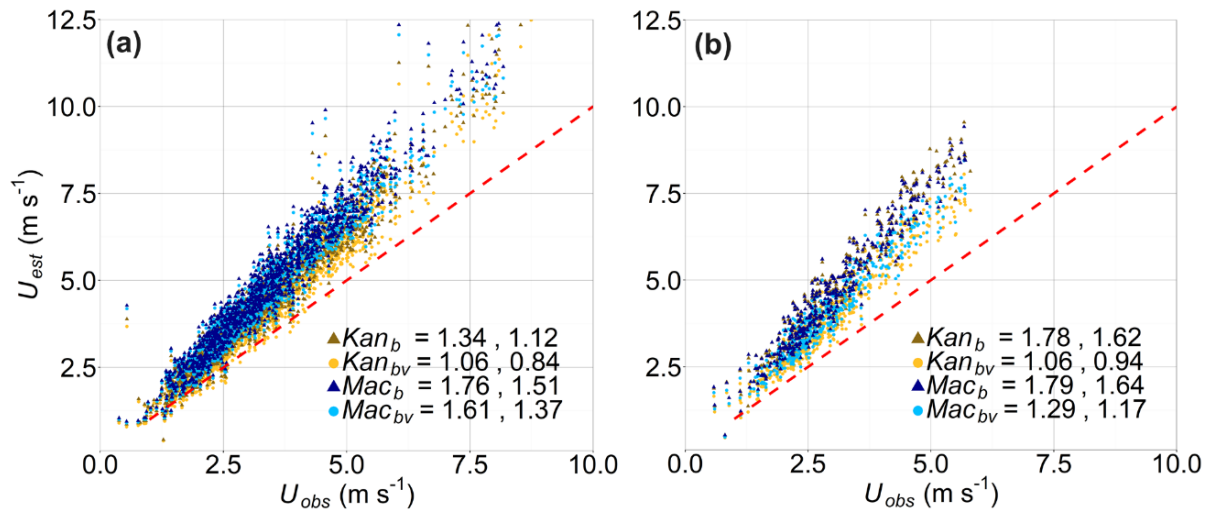 (a)
12.5
10.0
7.5
5.0
2.5
U_est (m s⁻¹)
Kan_b = 1.34 , 1.12
Kan_bv = 1.06 , 0.84
Mac_b = 1.76 , 1.51
Mac_bv = 1.61 , 1.37
0.0 2.5 5.0 7.5 10.0
U_obs (m s⁻¹)
(b)
12.5
10.0
7.5
5.0
2.5
Kan_b = 1.78 , 1.62
Kan_bv = 1.06 , 0.94
Mac_b = 1.79 , 1.64
Mac_bv = 1.29 , 1.17
0.0 2.5 5.0 7.5 10.0
U_obs (m s⁻¹)